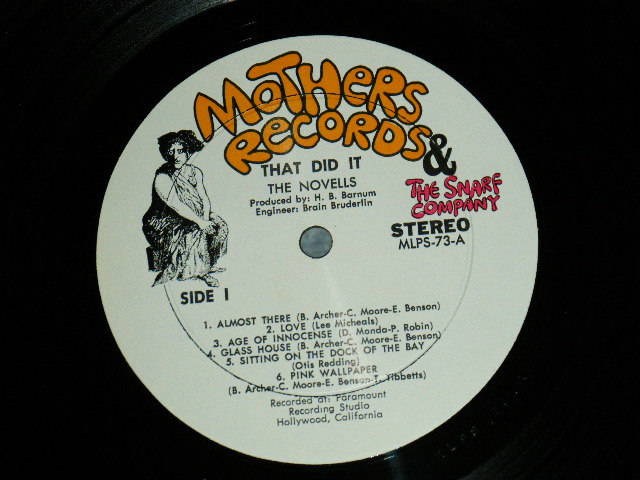 MOTHERS
RECORDS
&
THE SNARF
COMPANY
THAT DID IT
THE NOVELLS
Produced by: H. B. Barnum
Engineer: Brain Bruderlin
STEREO
MLPS-73-A
SIDE I
1. ALMOST THERE (B. Archer-C. Moore-E. Benson)
2. LOVE (Lee Micheals)
3. AGE OF INNOCENSE (D. Monda-P. Robin)
4. GLASS HOUSE (B. Archer-C. Moore-E. Benson)
5. SITTING ON THE DOCK OF THE BAY
(Otis Redding)
6. PINK WALLPAPER
(B. Archer-C. Moore-E. Benson-T. Tibbetts)
Recorded at: Paramount
Recording Studio
Hollywood, California